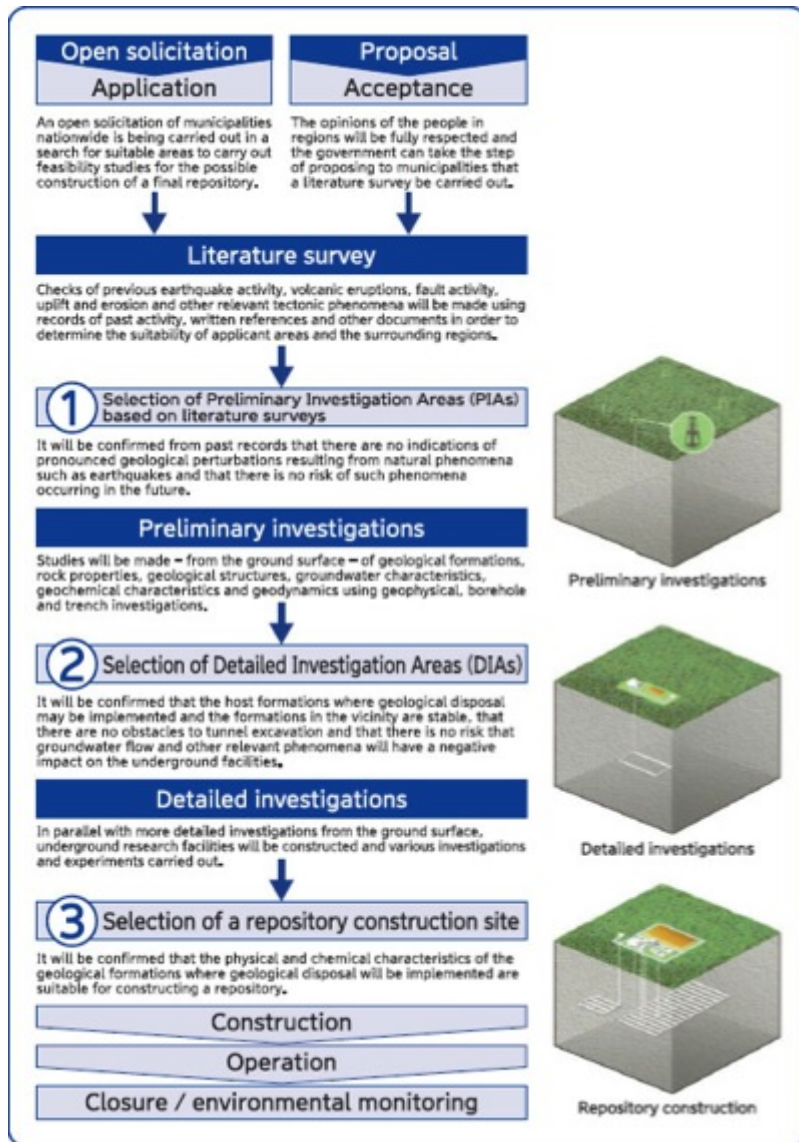 Open solicitation
Application
An open solicitation of municipalities
nationwide is being carried out in a
search for suitable areas to carry out
feasibility studies for the possible
construction of a final repository.
Proposal
Acceptance
The opinions of the people in
regions will be fully respected and
the government can take the step
of proposing to municipalities that
a literature survey be carried out.
Literature survey
Checks of previous earthquake activity, volcanic eruptions, fault activity,
uplift and erosion and other relevant tectonic phenomena will be made using
records of past activity, written references and other documents in order to
determine the suitability of applicant areas and the surrounding regions.
1 Selection of Preliminary Investigation Areas (PIAs)
based on literature surveys
It will be confirmed from past records that there are no indications of
pronounced geological perturbations resulting from natural phenomena
such as earthquakes and that there is no risk of such phenomena
occurring in the future.
Preliminary investigations
Preliminary investigations
Studies will be made – from the ground surface – of geological formations,
rock properties, geological structures, groundwater characteristics,
geochemical characteristics and geodynamics using geophysical, borehole
and trench investigations.
2 Selection of Detailed Investigation Areas (DIAs)
It will be confirmed that the host formations where geological disposal
may be implemented and the formations in the vicinity are stable, that
there are no obstacles to tunnel excavation and that there is no risk that
groundwater flow and other relevant phenomena will have a negative
impact on the underground facilities.
Detailed investigations
Detailed investigations
In parallel with more detailed investigations from the ground surface,
underground research facilities will be constructed and various investigations
and experiments carried out.
3 Selection of a repository construction site
It will be confirmed that the physical and chemical characteristics of the
geological formations where geological disposal will be implemented are
suitable for constructing a repository.
Construction
Operation
Closure / environmental monitoring
Repository construction